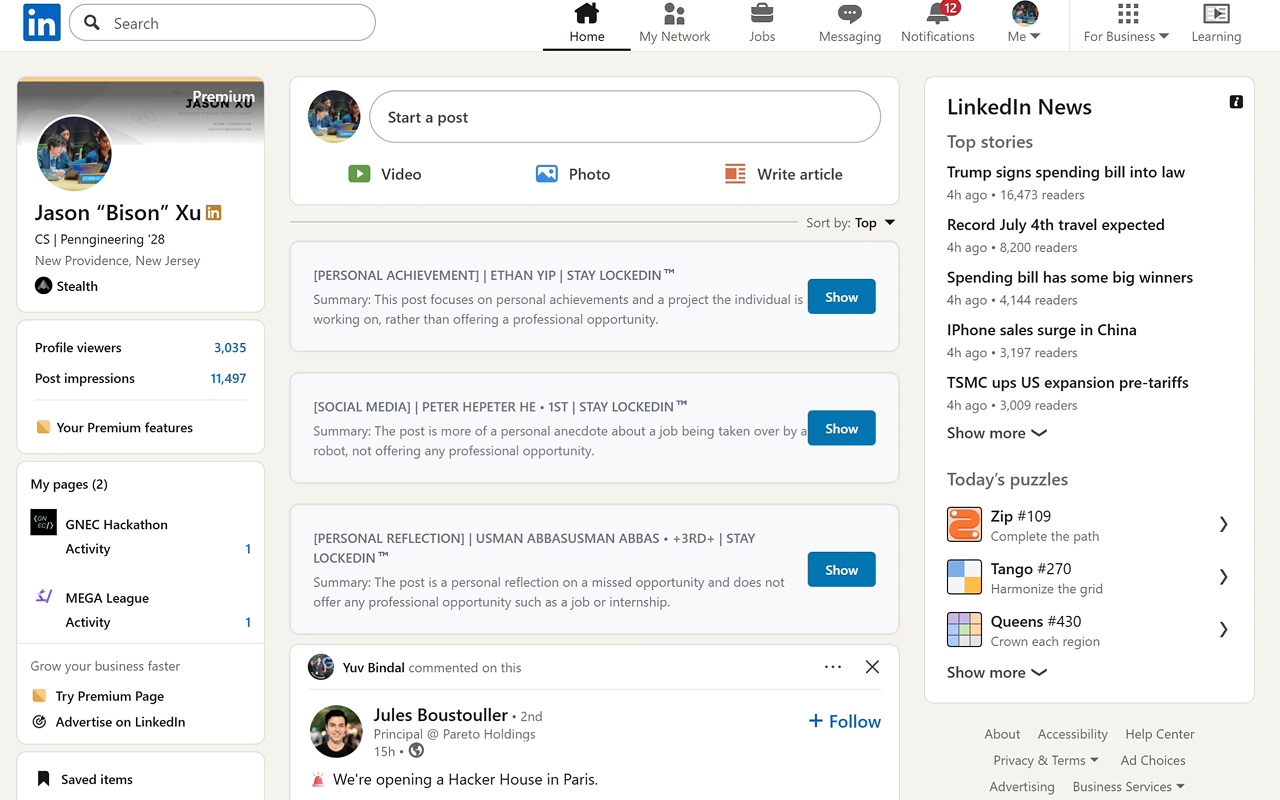 in
Search
Home
My Network
Jobs
Messaging
12
Notifications
Me
For Business
Learning
Premium
JASON XU
Jason “Bison” Xu
in
CS | Penngineering '28
New Providence, New Jersey
Stealth
Profile viewers 3,035
Post impressions 11,497
Your Premium features
My pages (2)
GNEC Hackathon
Activity 1
MEGA League
Activity 1
Grow your business faster
Try Premium Page
Advertise on LinkedIn
Saved items
Start a post
Video
Photo
Write article
Sort by: Top
[PERSONAL ACHIEVEMENT] | ETHAN YIP | STAY LOCKEDIN™
Summary: This post focuses on personal achievements and a project the individual is
working on, rather than offering a professional opportunity.
Show
[SOCIAL MEDIA] | PETER HEPETER HE • 1ST | STAY LOCKEDIN™
Summary: The post is more of a personal anecdote about a job being taken over by a
robot, not offering any professional opportunity.
Show
[PERSONAL REFLECTION] | USMAN ABBASUSMAN ABBAS • +3RD+ | STAY
LOCKEDIN™
Summary: The post is a personal reflection on a missed opportunity and does not
offer any professional opportunity such as a job or internship.
Show
Yuv Bindal commented on this
Jules Boustouller • 2nd
Principal @ Pareto Holdings
15h •
+ Follow
We're opening a Hacker House in Paris.
LinkedIn News
Top stories
Trump signs spending bill into law
4h ago • 16,473 readers
Record July 4th travel expected
4h ago • 8,200 readers
Spending bill has some big winners
4h ago • 4,144 readers
IPhone sales surge in China
4h ago • 3,197 readers
TSMC ups US expansion pre-tariffs
4h ago • 3,009 readers
Show more
Today’s puzzles
Zip #109
Complete the path
Tango #270
Harmonize the grid
Queens #430
Crown each region
Show more
About Accessibility Help Center
Privacy & Terms Ad Choices
Advertising Business Services